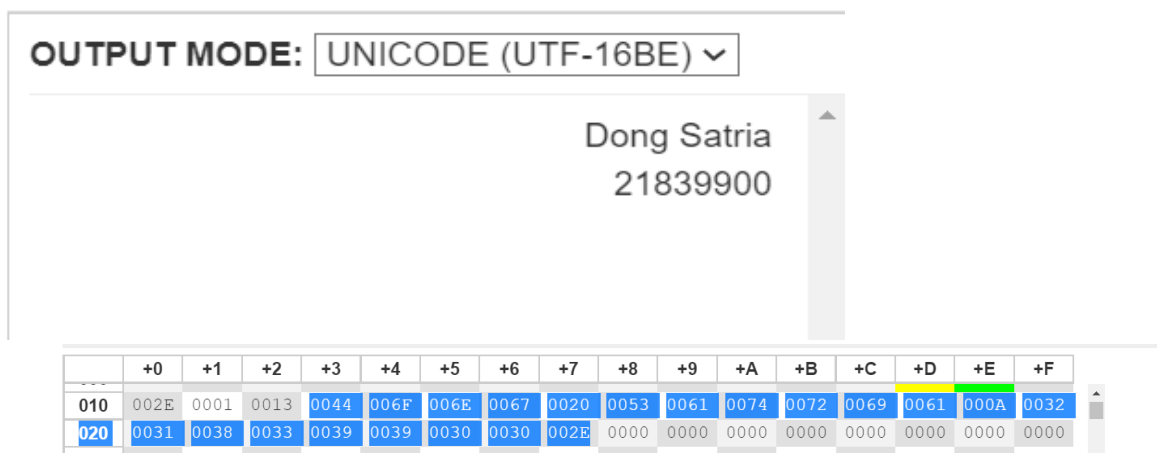 OUTPUT MODE: UNICODE (UTF-16BE)
Dong Satria
21839900
+0 +1 +2 +3 +4 +5 +6 +7 +8 +9 +A +B +C +D +E +F
010 002E 0001 0013 0044 006F 006E 0067 0020 0053 0061 0074 0072 0069 0061 000A 0032
020 0031 0038 0033 0039 0039 0030 0030 002E 0000 0000 0000 0000 0000 0000 0000 0000